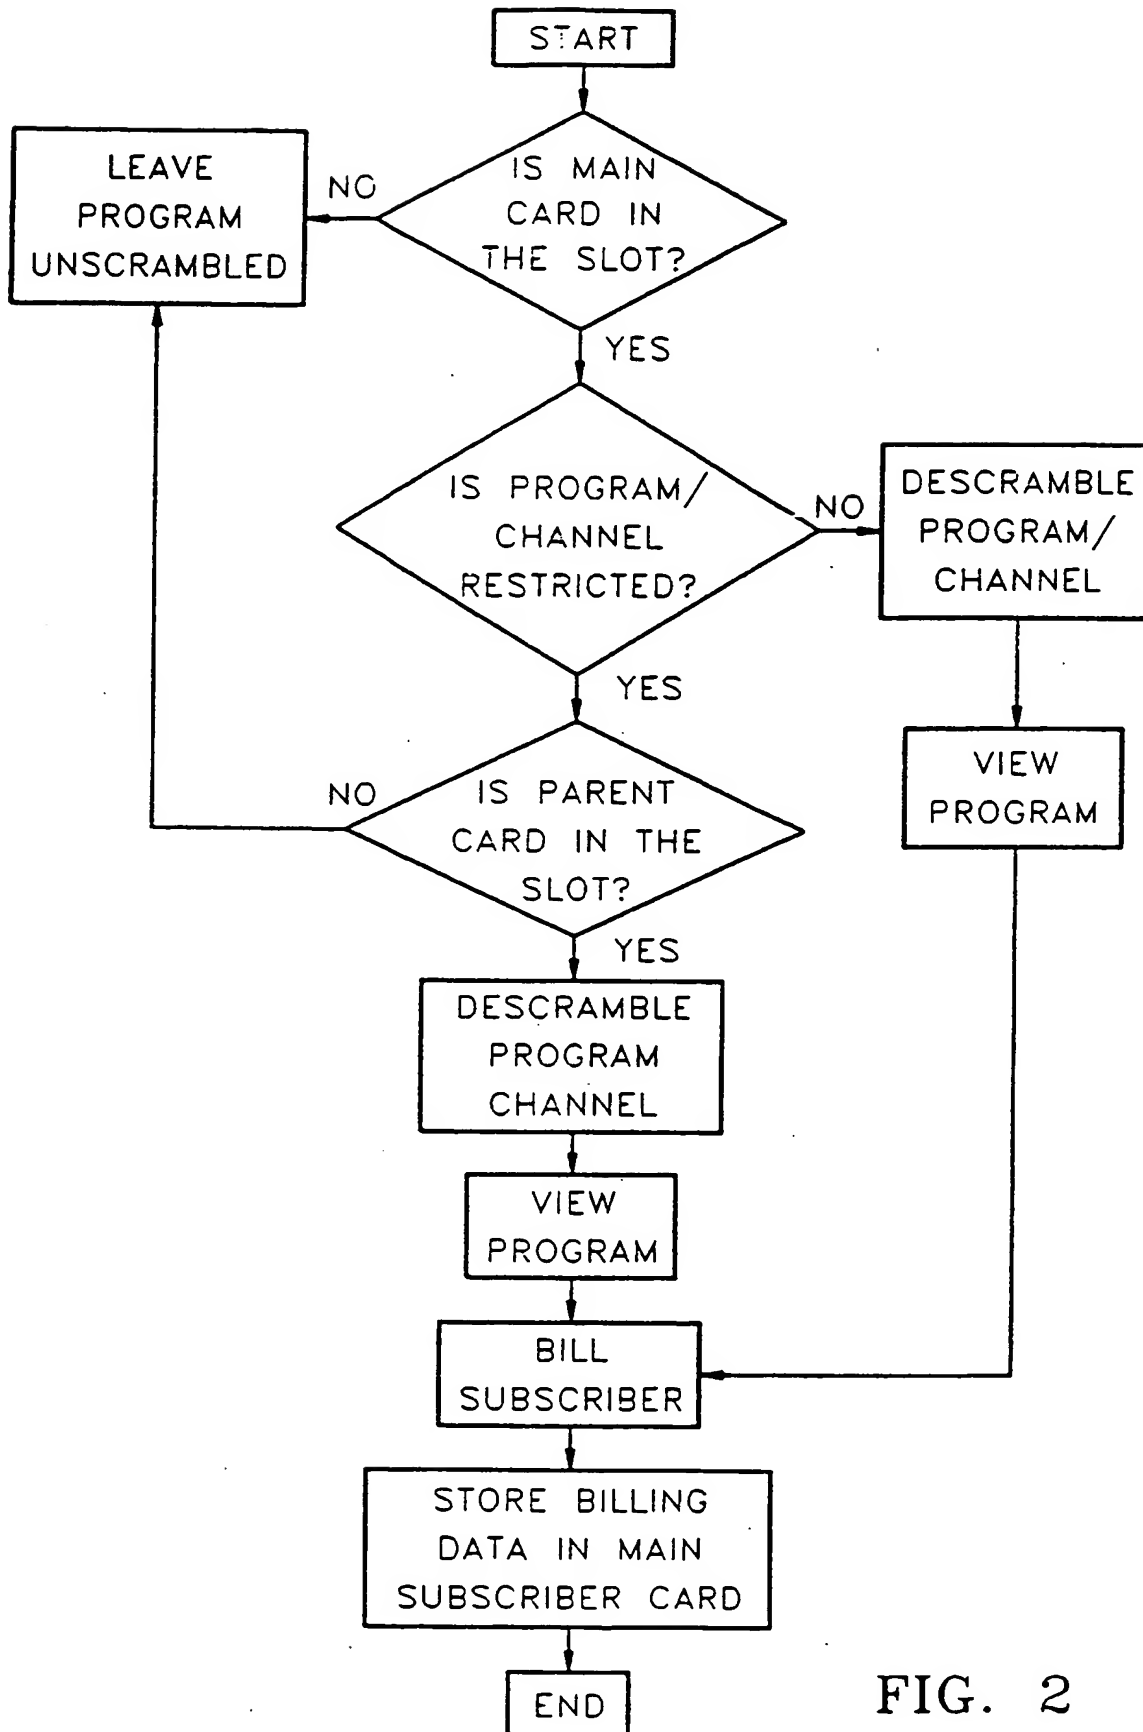 START
IS MAIN
CARD IN
THE SLOT?
NO
LEAVE
PROGRAM
UNSCRAMBLED
YES
IS PROGRAM/
CHANNEL
RESTRICTED?
NO
DESCRAMBLE
PROGRAM/
CHANNEL
VIEW
PROGRAM
YES
IS PARENT
CARD IN THE
SLOT?
NO
YES
DESCRAMBLE
PROGRAM
CHANNEL
VIEW
PROGRAM
BILL
SUBSCRIBER
STORE BILLING
DATA IN MAIN
SUBSCRIBER CARD
END
FIG. 2